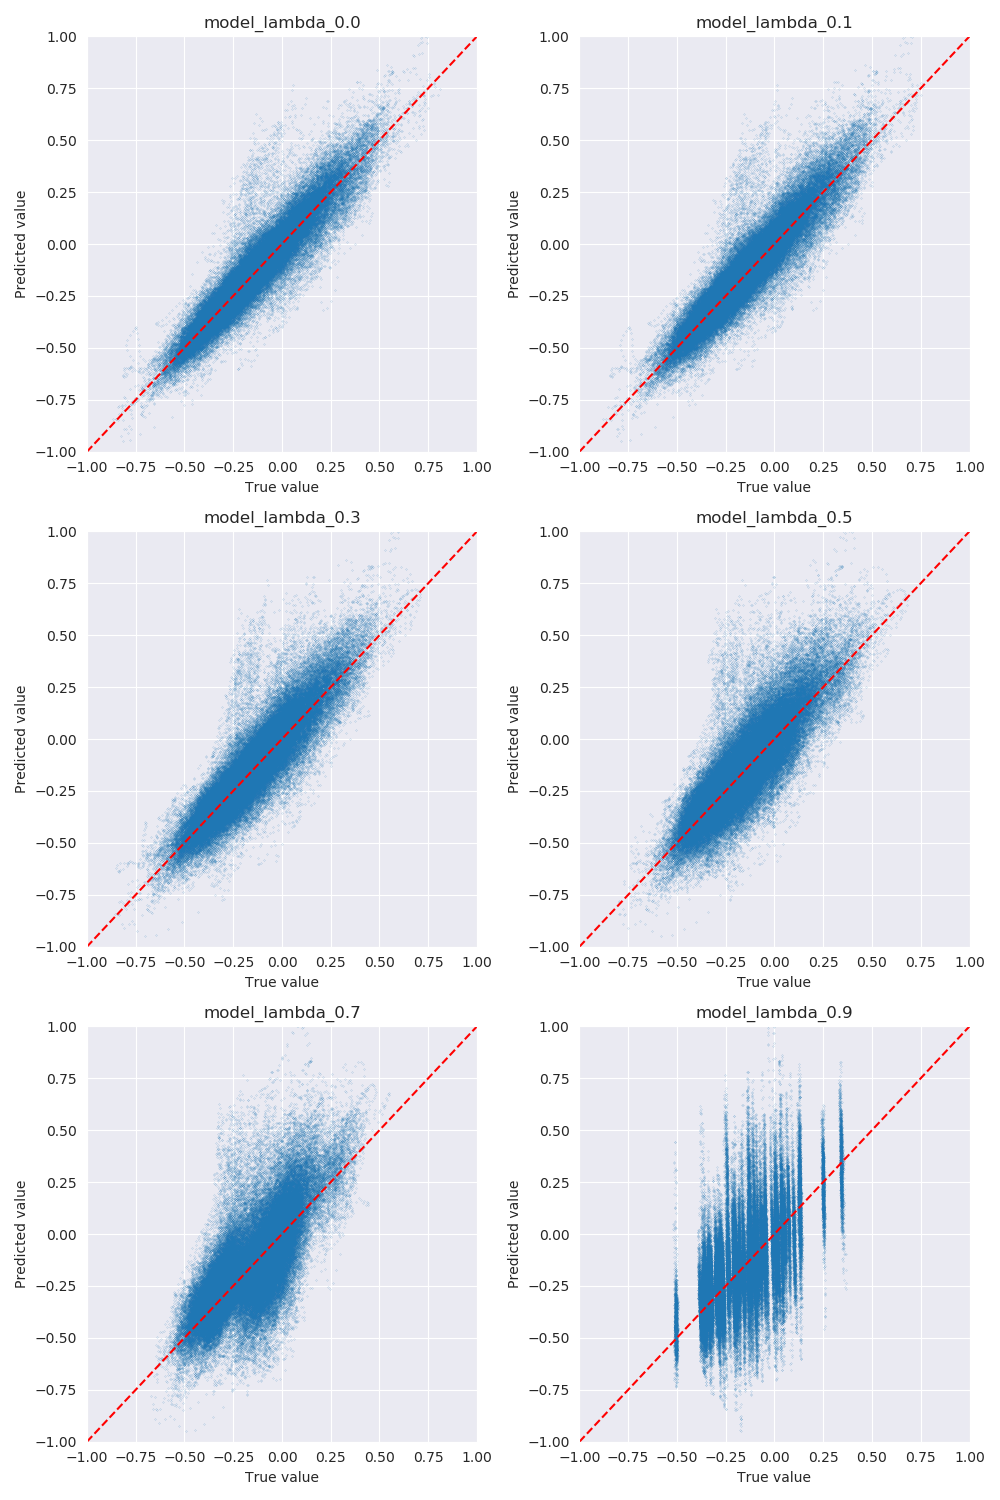 model_lambda_0.0
1.00
0.75
0.50
0.25
0.00
−0.25
−0.50
−0.75
−1.00
Predicted value
−1.00 −0.75 −0.50 −0.25 0.00 0.25 0.50 0.75 1.00
True value
model_lambda_0.1
1.00
0.75
0.50
0.25
0.00
−0.25
−0.50
−0.75
−1.00
Predicted value
−1.00 −0.75 −0.50 −0.25 0.00 0.25 0.50 0.75 1.00
True value
model_lambda_0.3
1.00
0.75
0.50
0.25
0.00
−0.25
−0.50
−0.75
−1.00
Predicted value
−1.00 −0.75 −0.50 −0.25 0.00 0.25 0.50 0.75 1.00
True value
model_lambda_0.5
1.00
0.75
0.50
0.25
0.00
−0.25
−0.50
−0.75
−1.00
Predicted value
−1.00 −0.75 −0.50 −0.25 0.00 0.25 0.50 0.75 1.00
True value
model_lambda_0.7
1.00
0.75
0.50
0.25
0.00
−0.25
−0.50
−0.75
−1.00
Predicted value
−1.00 −0.75 −0.50 −0.25 0.00 0.25 0.50 0.75 1.00
True value
model_lambda_0.9
1.00
0.75
0.50
0.25
0.00
−0.25
−0.50
−0.75
−1.00
Predicted value
−1.00 −0.75 −0.50 −0.25 0.00 0.25 0.50 0.75 1.00
True value